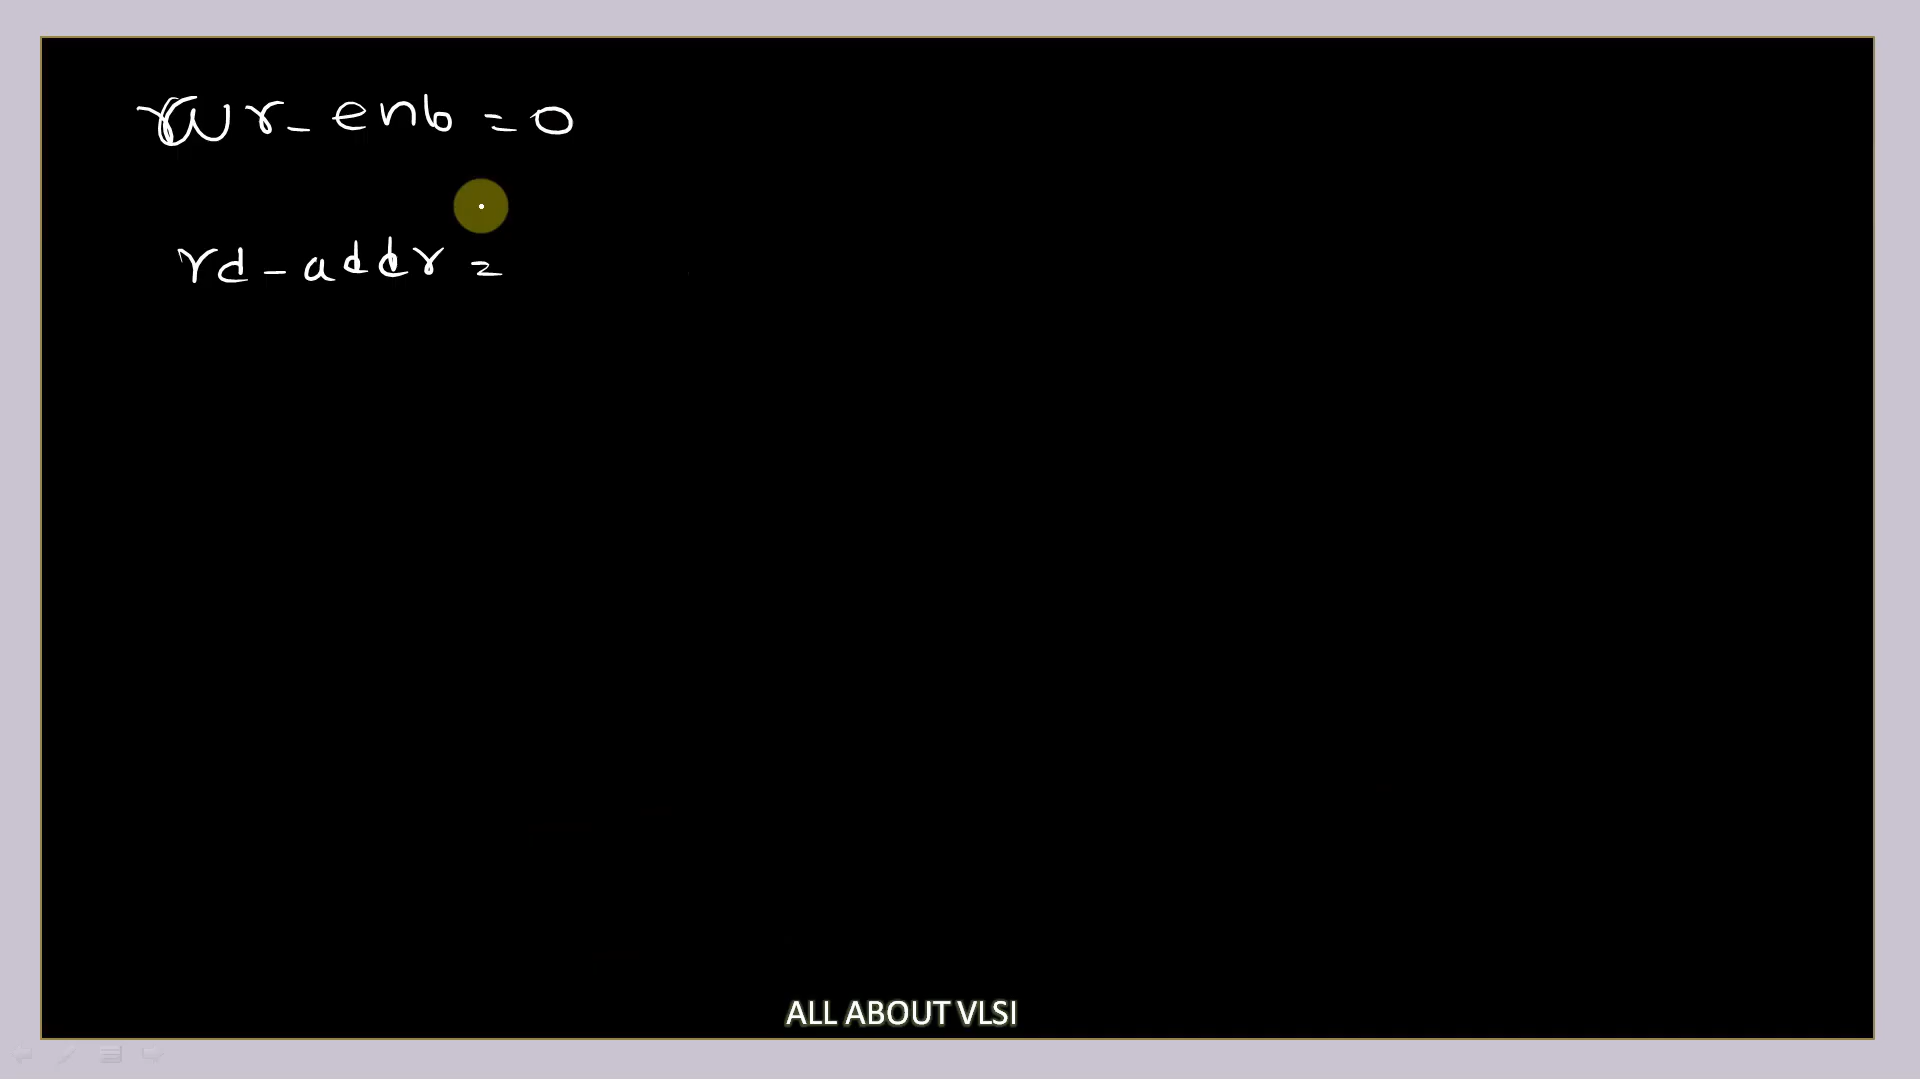 wr_enb = 0
rd_addr =
ALL ABOUT VLSI